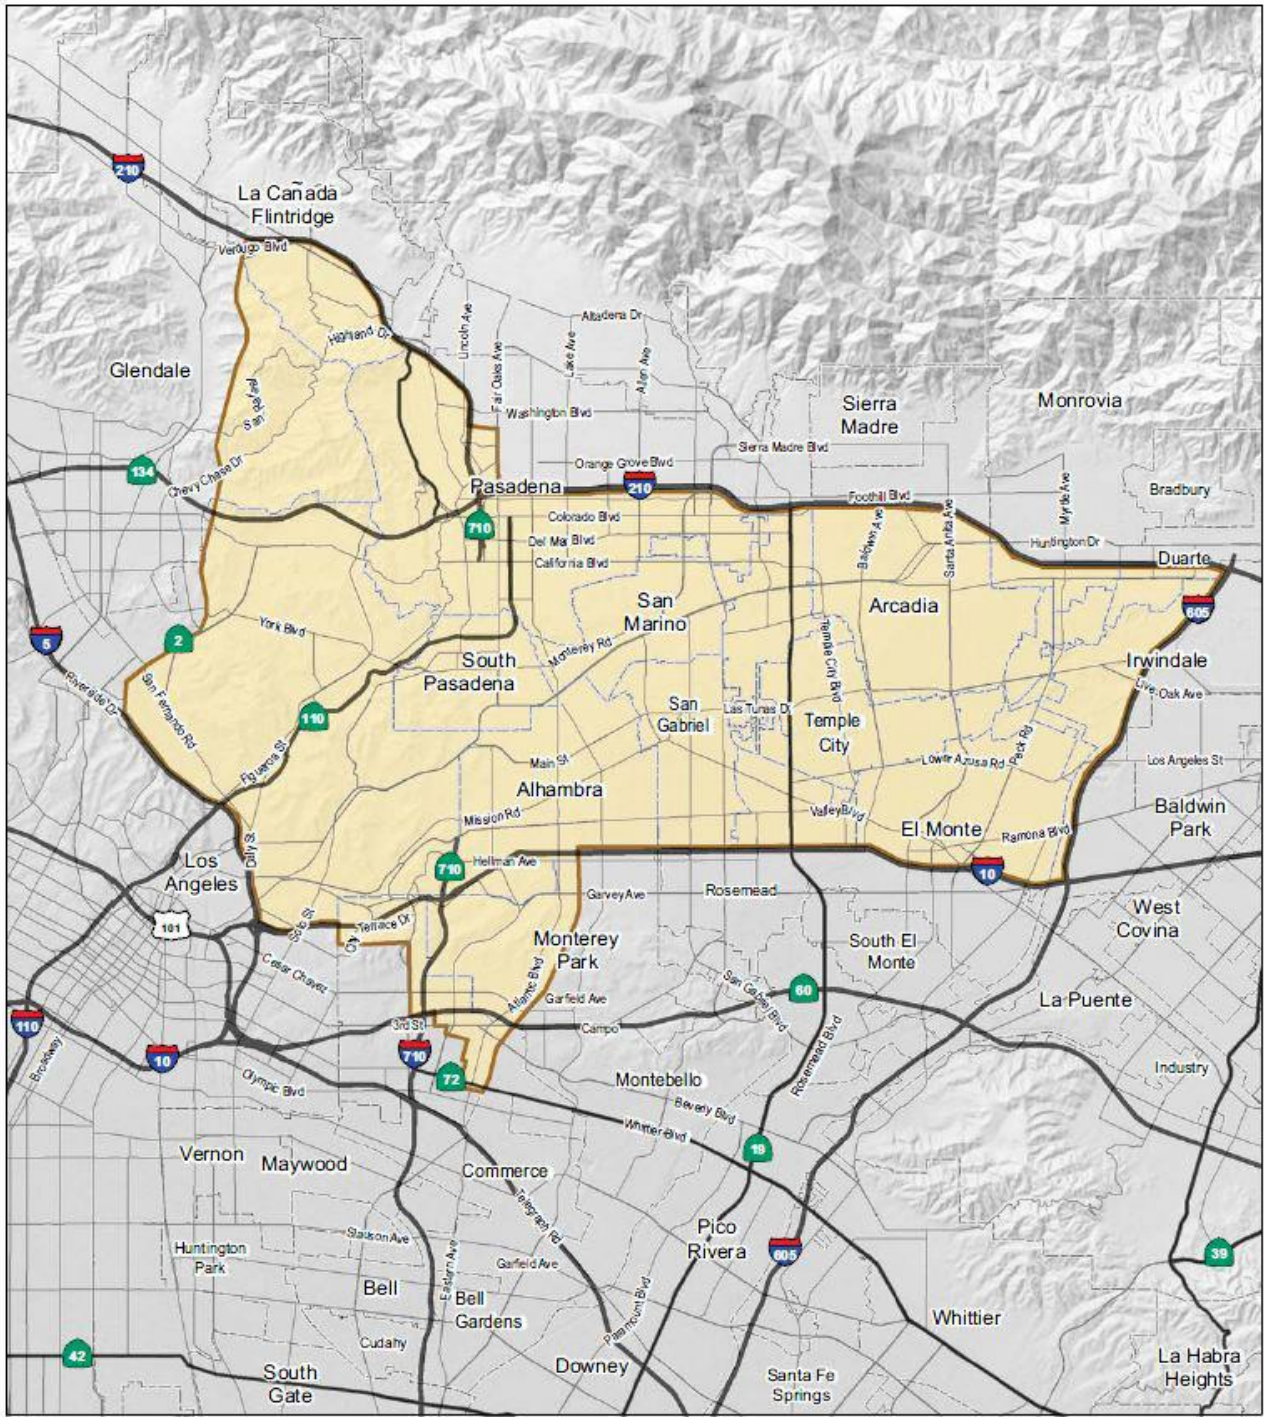 210
La Cañada
Flintridge
Verdugo Blvd
Altadena Dr
Highland Dr
Lincoln Ave
Fair Oaks Ave
Lake Ave
Allen Ave
Glendale
San Rafael
Washington Blvd
Sierra
Madre
Monrovia
Sierra Madre Blvd
134
Chevy Chase Dr
Orange Grove Blvd
Pasadena
210
Foothill Blvd
Myrtle Ave
Bradbury
710
Colorado Blvd
Del Mar Blvd
California Blvd
Baldwin Ave
Santa Anita Ave
Huntington Dr
Duarte
605
San
Marino
Arcadia
5
2
York Blvd
Monterey Rd
Temple City Blvd
South
Pasadena
Irwindale
Riverside Dr
San Fernando Rd
Live Oak Ave
110
San
Gabriel
Las Tunas Dr
Temple
City
Figueroa St
Main St
Lower Azusa Rd
Peck Rd
Los Angeles St
Alhambra
Mission Rd
Valley Blvd
Baldwin
Park
El Monte
Ramona Blvd
Daly St
Los
Angeles
710
Hellman Ave
10
Garvey Ave
Rosemead
101
Soto St
City Terrace Dr
West
Covina
Monterey
Park
South El
Monte
Cesar Chavez
Atlantic Blvd
San Gabriel Blvd
60
Garfield Ave
La Puente
110
3rd St
Campo
Rosemead Blvd
Broadway
10
710
72
Montebello
Industry
Olympic Blvd
Beverly Blvd
Whittier Blvd
19
Vernon
Maywood
Commerce
Telegraph Rd
Slauson Ave
Pico
Rivera
605
39
Huntington
Park
Eastern Ave
Garfield Ave
Bell
Bell
Gardens
Paramount Blvd
Whittier
Cudahy
42
South
Gate
Downey
Santa Fe
Springs
La Habra
Heights